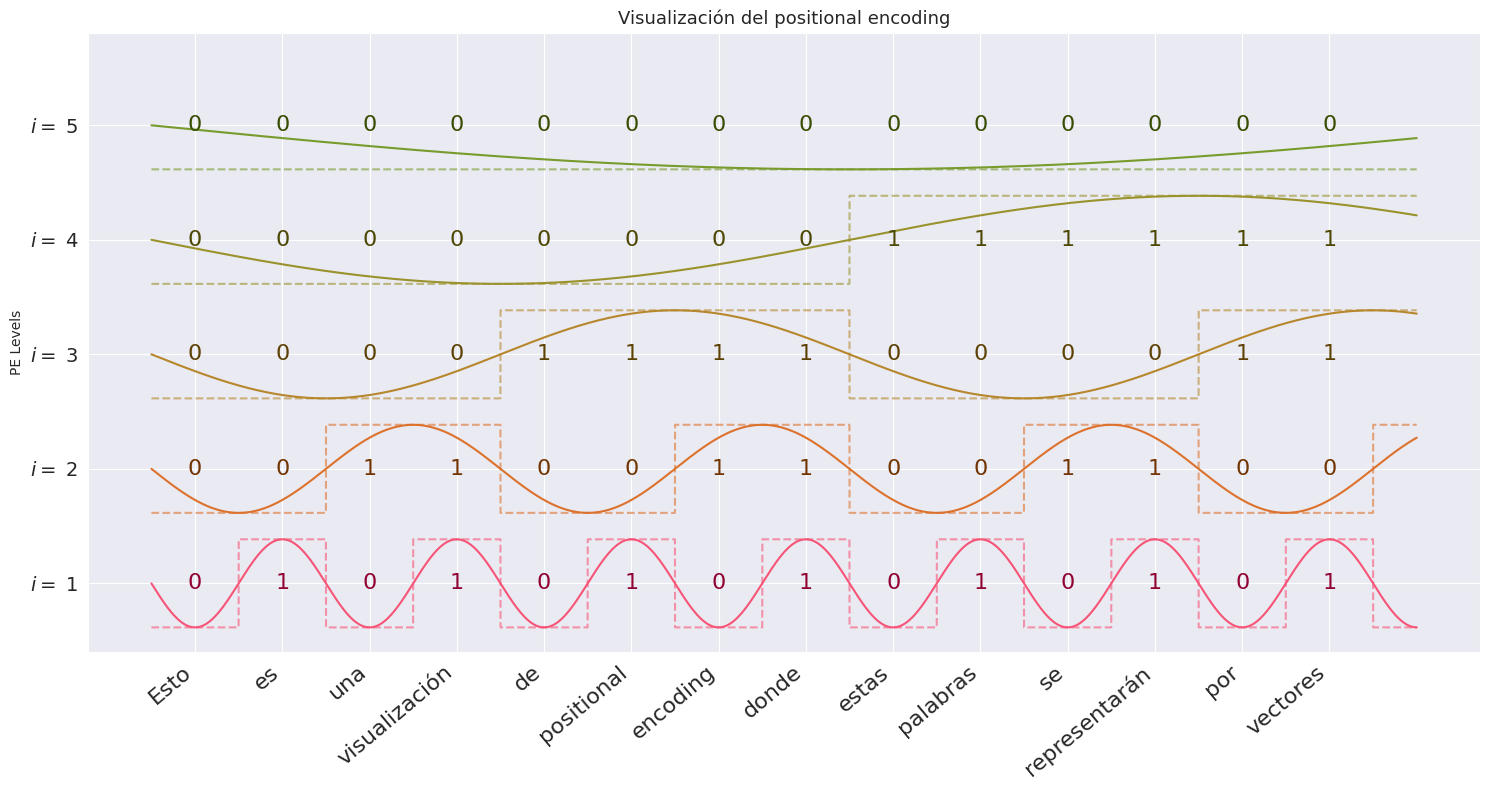 Visualización del positional encoding
PE Levels
i = 5 0 0 0 0 0 0 0 0 0 0 0 0 0 0
i = 4 0 0 0 0 0 0 0 0 1 1 1 1 1 1
i = 3 0 0 0 0 1 1 1 1 0 0 0 0 1 1
i = 2 0 0 1 1 0 0 1 1 0 0 1 1 0 0
i = 1 0 1 0 1 0 1 0 1 0 1 0 1 0 1
Esto es una visualización de positional encoding donde estas palabras se representarán por vectores